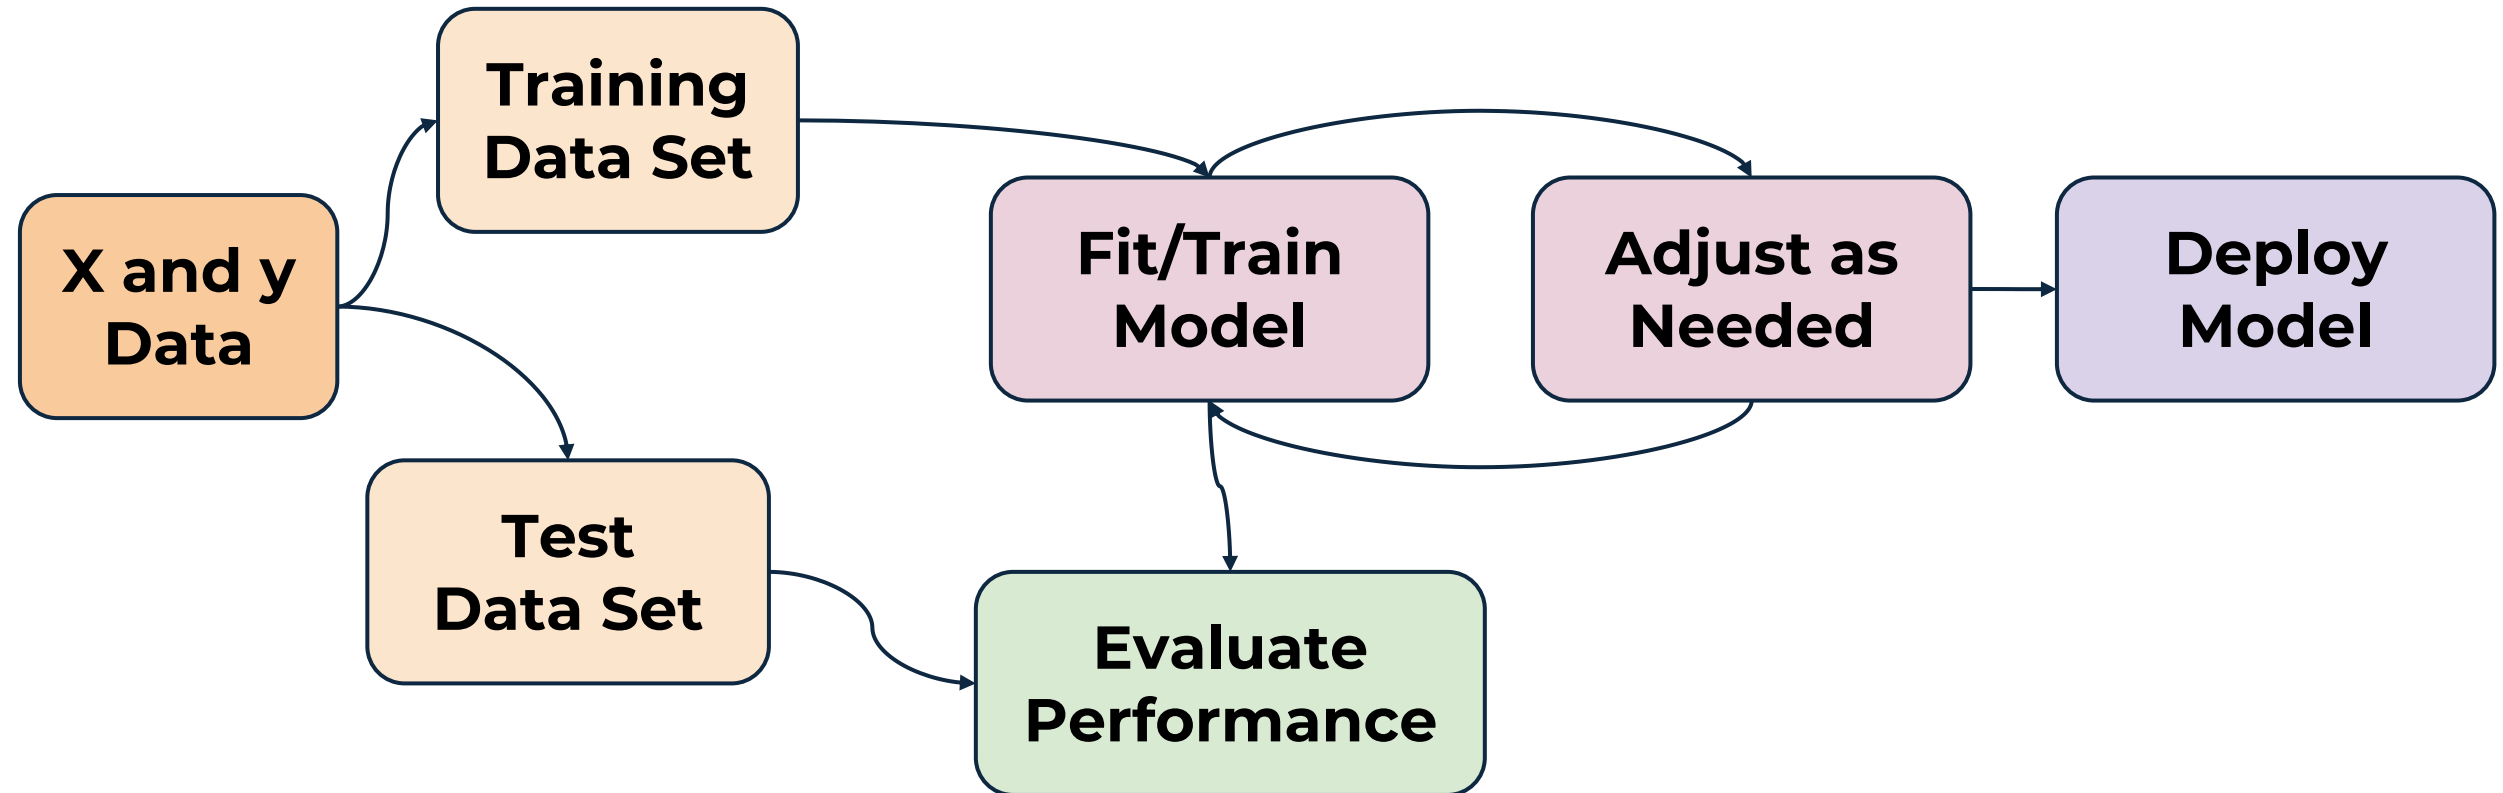 Training
Data Set
X and y
Data
Fit/Train
Model
Adjust as
Needed
Deploy
Model
Test
Data Set
Evaluate
Performance